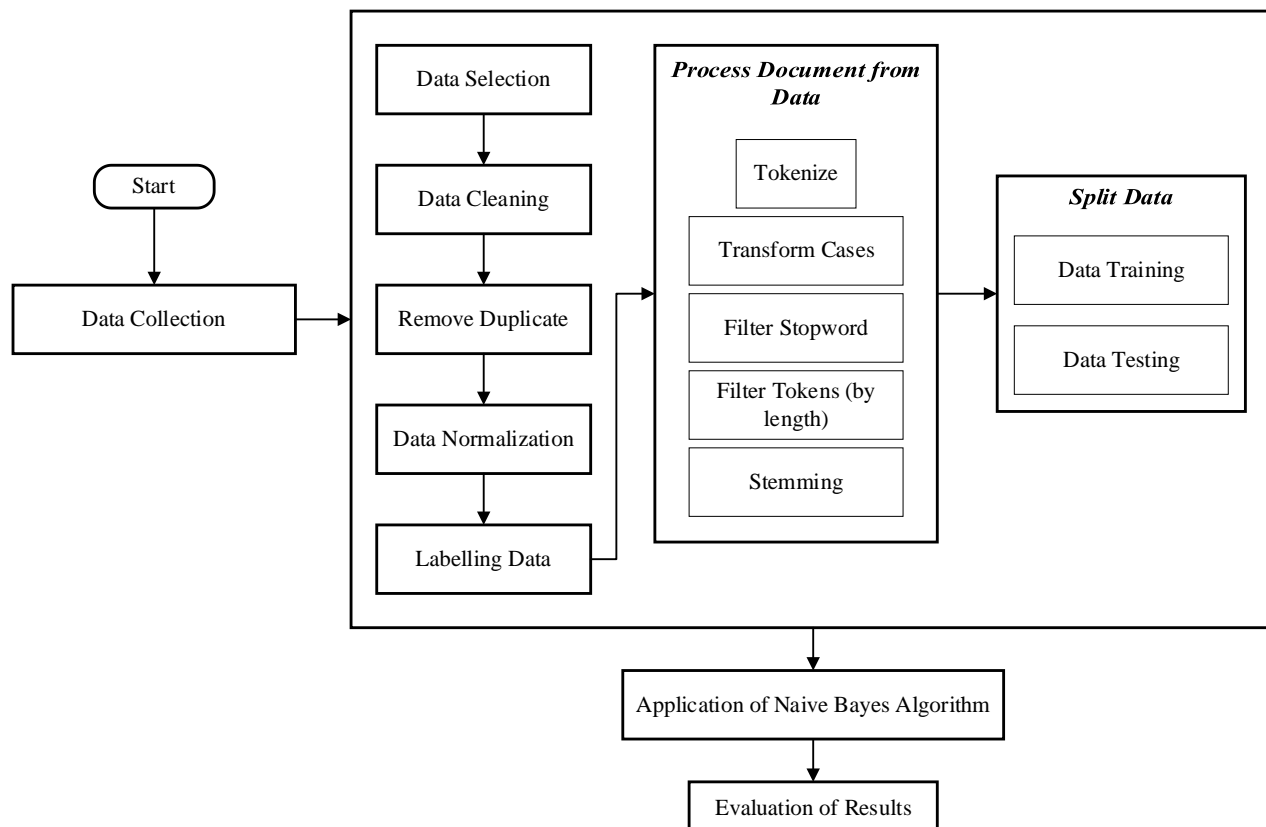 Start
Data Collection
Data Selection
Data Cleaning
Remove Duplicate
Data Normalization
Labelling Data
Process Document from
Data
Tokenize
Transform Cases
Filter Stopword
Filter Tokens (by
length)
Stemming
Split Data
Data Training
Data Testing
Application of Naive Bayes Algorithm
Evaluation of Results